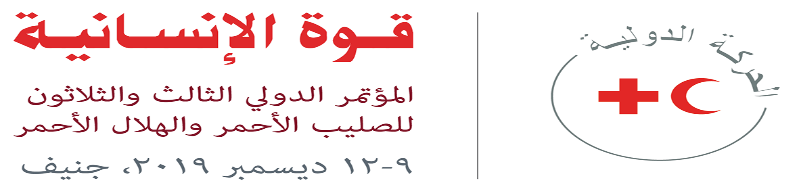 قوة الإنسانية
المؤتمر الدولي الثالث والثلاثون
للصليب الأحمر والهلال الأحمر
٩-١٢ ديسمبر ٢٠١٩، جنيف
الحركة الدولية